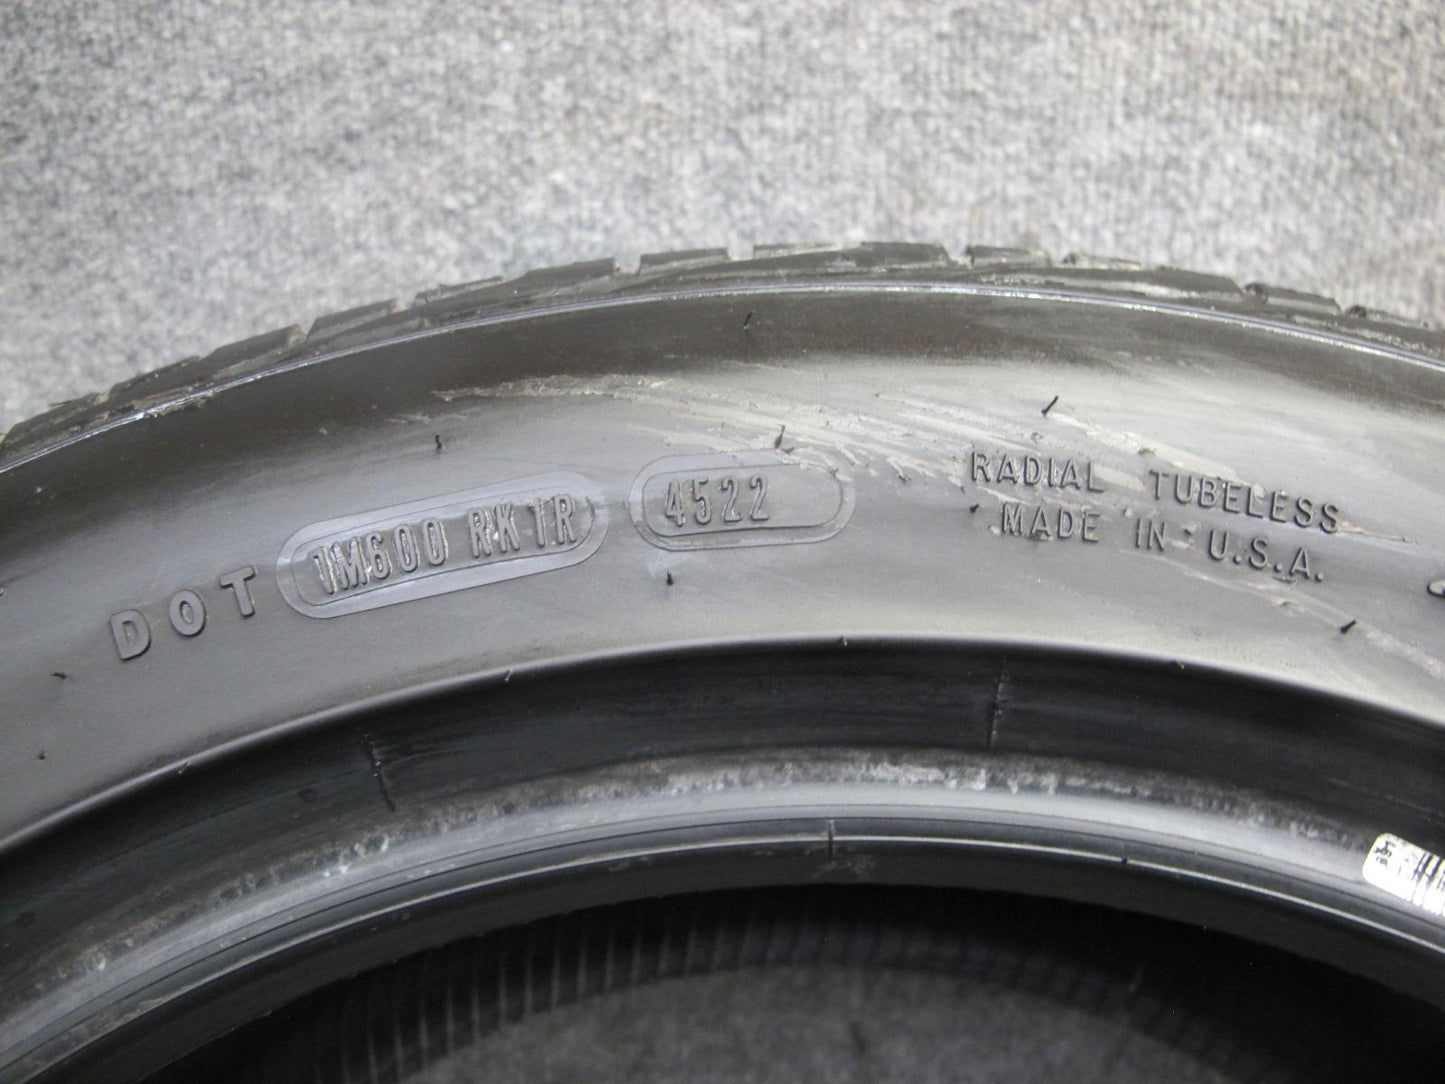 DOT 1M600 RK1R 4522
RADIAL TUBELESS
MADE IN U.S.A.